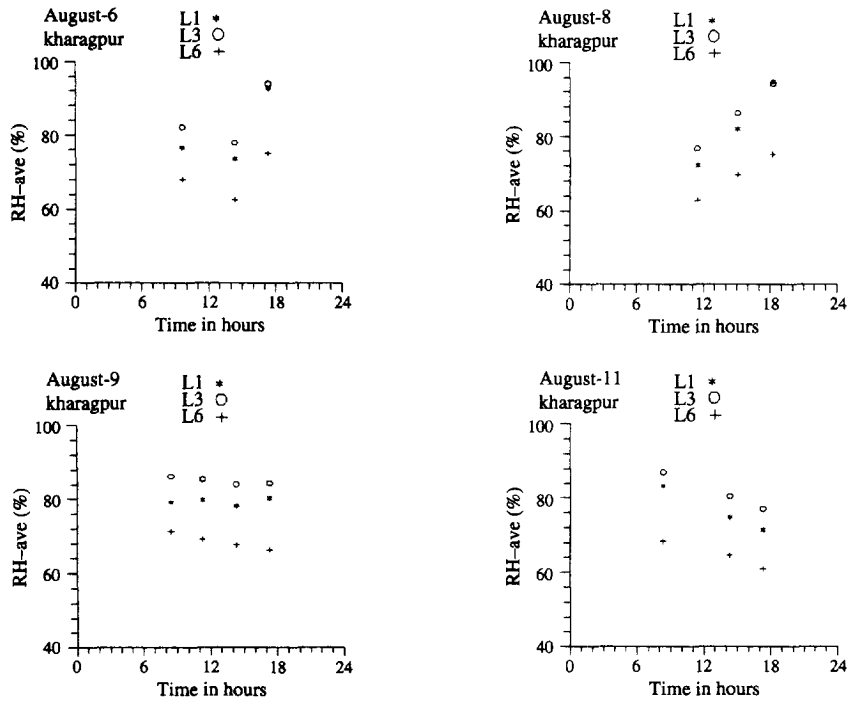 August-6
kharagpur
L1 *
L3 ○
L6 +
100
80
60
40
RH–ave (%)
0 6 12 18 24
Time in hours
August-8
kharagpur
L1 *
L3 ○
L6 +
100
80
60
40
RH–ave (%)
0 6 12 18 24
Time in hours
August-9
kharagpur
L1 *
L3 ○
L6 +
100
80
60
40
RH–ave (%)
0 6 12 18 24
Time in hours
August-11
kharagpur
L1 *
L3 ○
L6 +
100
80
60
40
RH–ave (%)
0 6 12 18 24
Time in hours